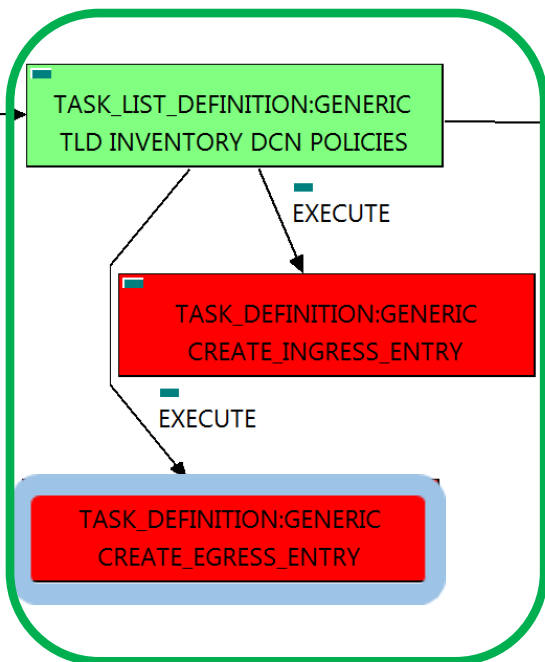 TASK_LIST_DEFINITION:GENERIC
TLD INVENTORY DCN POLICIES
EXECUTE
TASK_DEFINITION:GENERIC
CREATE_INGRESS_ENTRY
EXECUTE
TASK_DEFINITION:GENERIC
CREATE_EGRESS_ENTRY